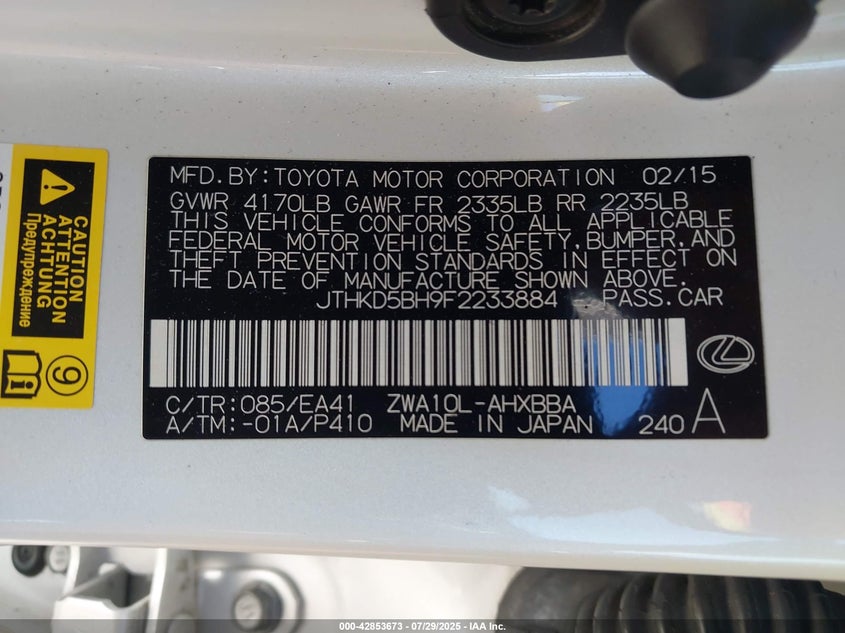 MFD.BY:TOYOTA MOTOR CORPORATION 02/15
GVWR 4170LB GAWR FR 2335LB RR 2235LB
THIS VEHICLE CONFORMS TO ALL APPLICABLE
FEDERAL MOTOR VEHICLE SAFETY,BUMPER,AND
THEFT PREVENTION STANDARDS IN EFFECT ON
THE DATE OF MANUFACTURE SHOWN ABOVE.
JTHKD5BH9F2233884 PASS.CAR
C/TR:085/EA41 ZWA10L-AHXBBA
A/TM:-01A/P410 MADE IN JAPAN 240 A
CAUTION
ATTENTION
ACHTUNG
Предупреждение
9
000-42853673 - 07/29/2025 - IAA Inc.